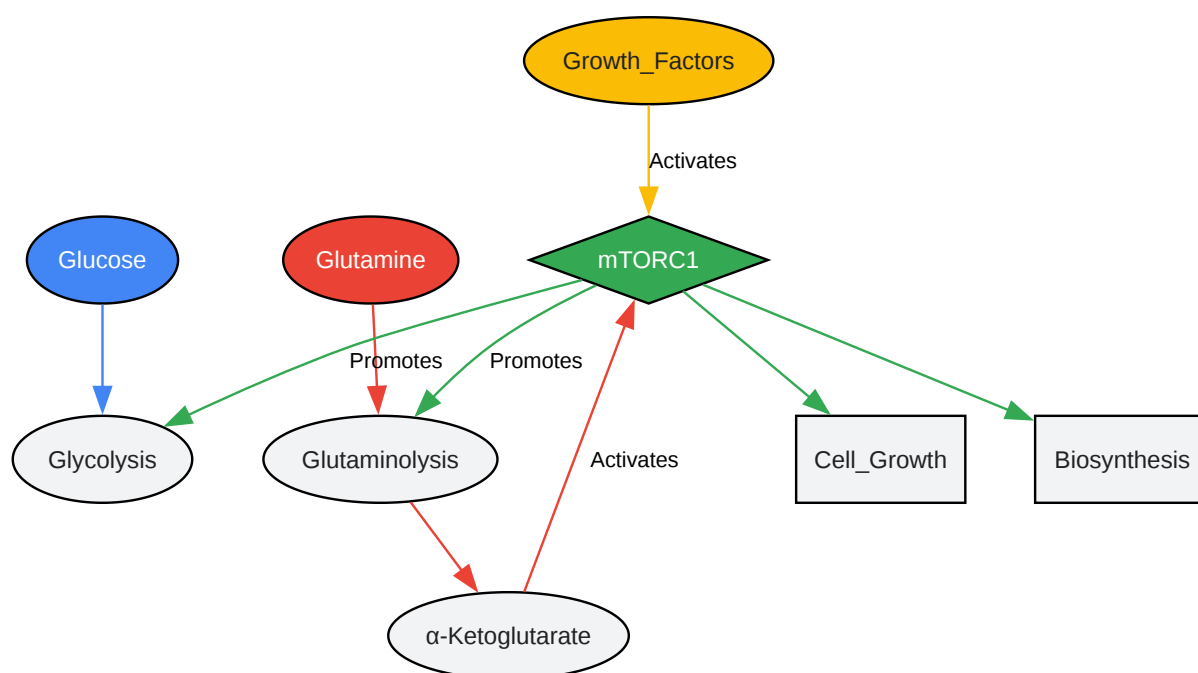 Growth_Factors
Activates
Glucose
Glutamine
mTORC1
Promotes
Promotes
Glycolysis
Glutaminolysis
Activates
Cell_Growth
Biosynthesis
α-Ketoglutarate